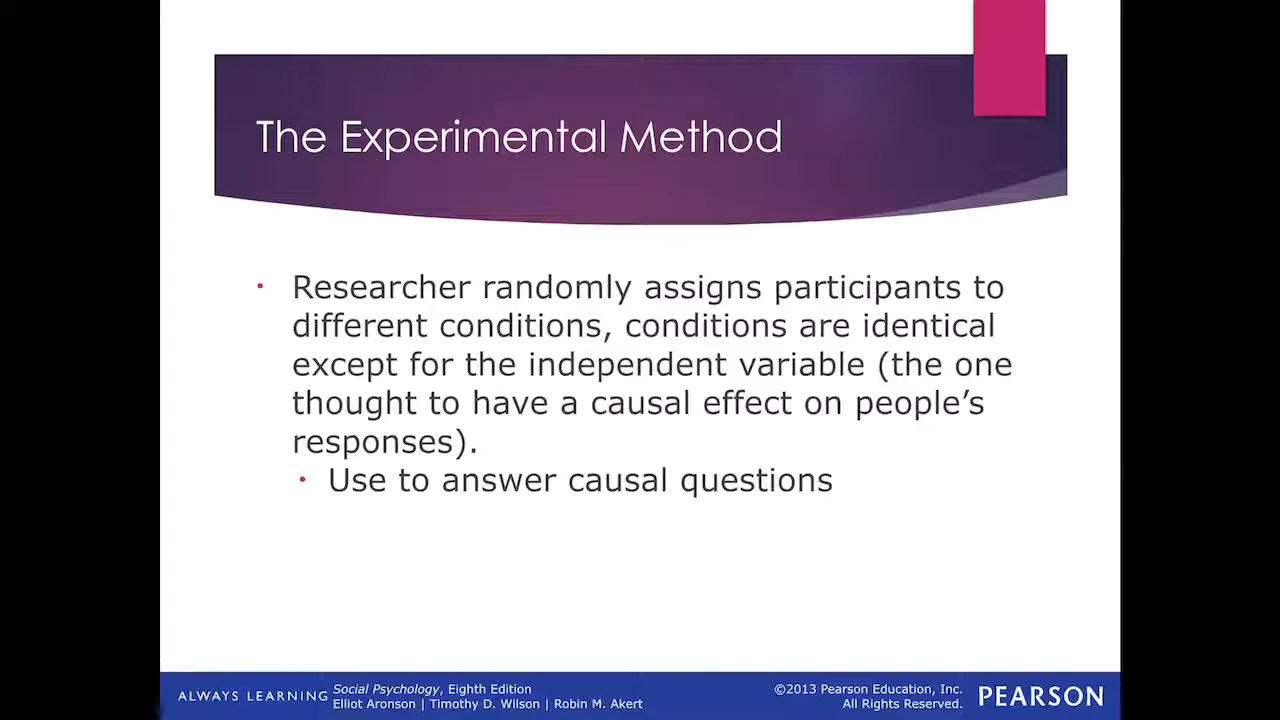 The Experimental Method
• Researcher randomly assigns participants to
different conditions, conditions are identical
except for the independent variable (the one
thought to have a causal effect on people’s
responses).
• Use to answer causal questions
ALWAYS LEARNING
Social Psychology, Eighth Edition
Elliot Aronson | Timothy D. Wilson | Robin M. Akert
©2013 Pearson Education, Inc.
All Rights Reserved.
PEARSON